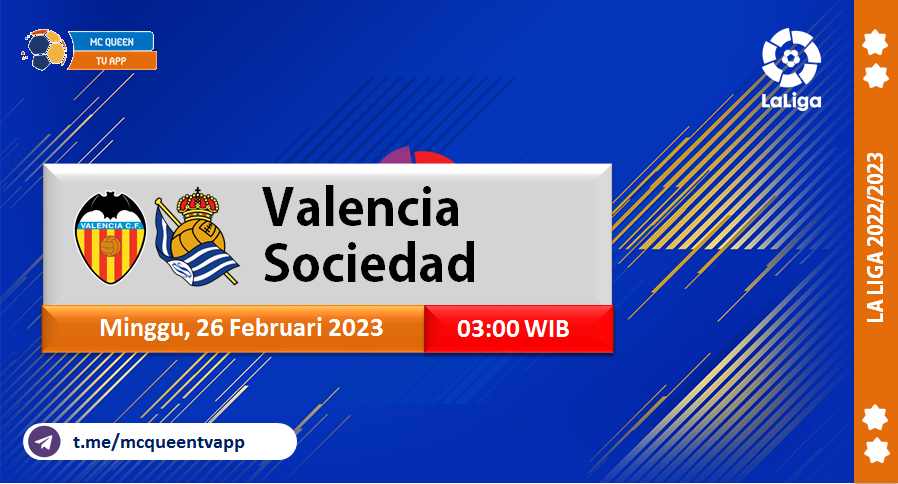 MC QUEEN
TV APP
LaLiga
VALENCIA C.F.
Valencia
Sociedad
Minggu, 26 Februari 2023
03:00 WIB
LA LIGA 2022/2023
t.me/mcqueentvapp